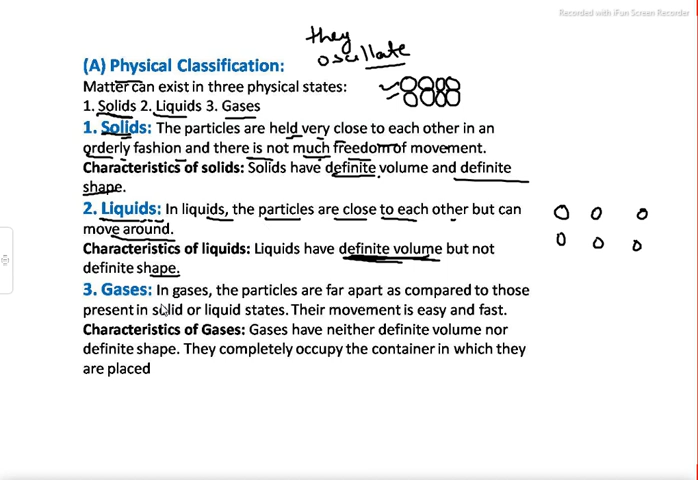 Recorded with iFun Screen Recorder
they
oscillate
(A) Physical Classification:
Matter can exist in three physical states:
1. Solids 2. Liquids 3. Gases
1. Solids: The particles are held very close to each other in an
orderly fashion and there is not much freedom of movement.
Characteristics of solids: Solids have definite volume and definite
shape.
2. Liquids: In liquids, the particles are close to each other but can
move around.
Characteristics of liquids: Liquids have definite volume but not
definite shape.
3. Gases: In gases, the particles are far apart as compared to those
present in solid or liquid states. Their movement is easy and fast.
Characteristics of Gases: Gases have neither definite volume nor
definite shape. They completely occupy the container in which they
are placed